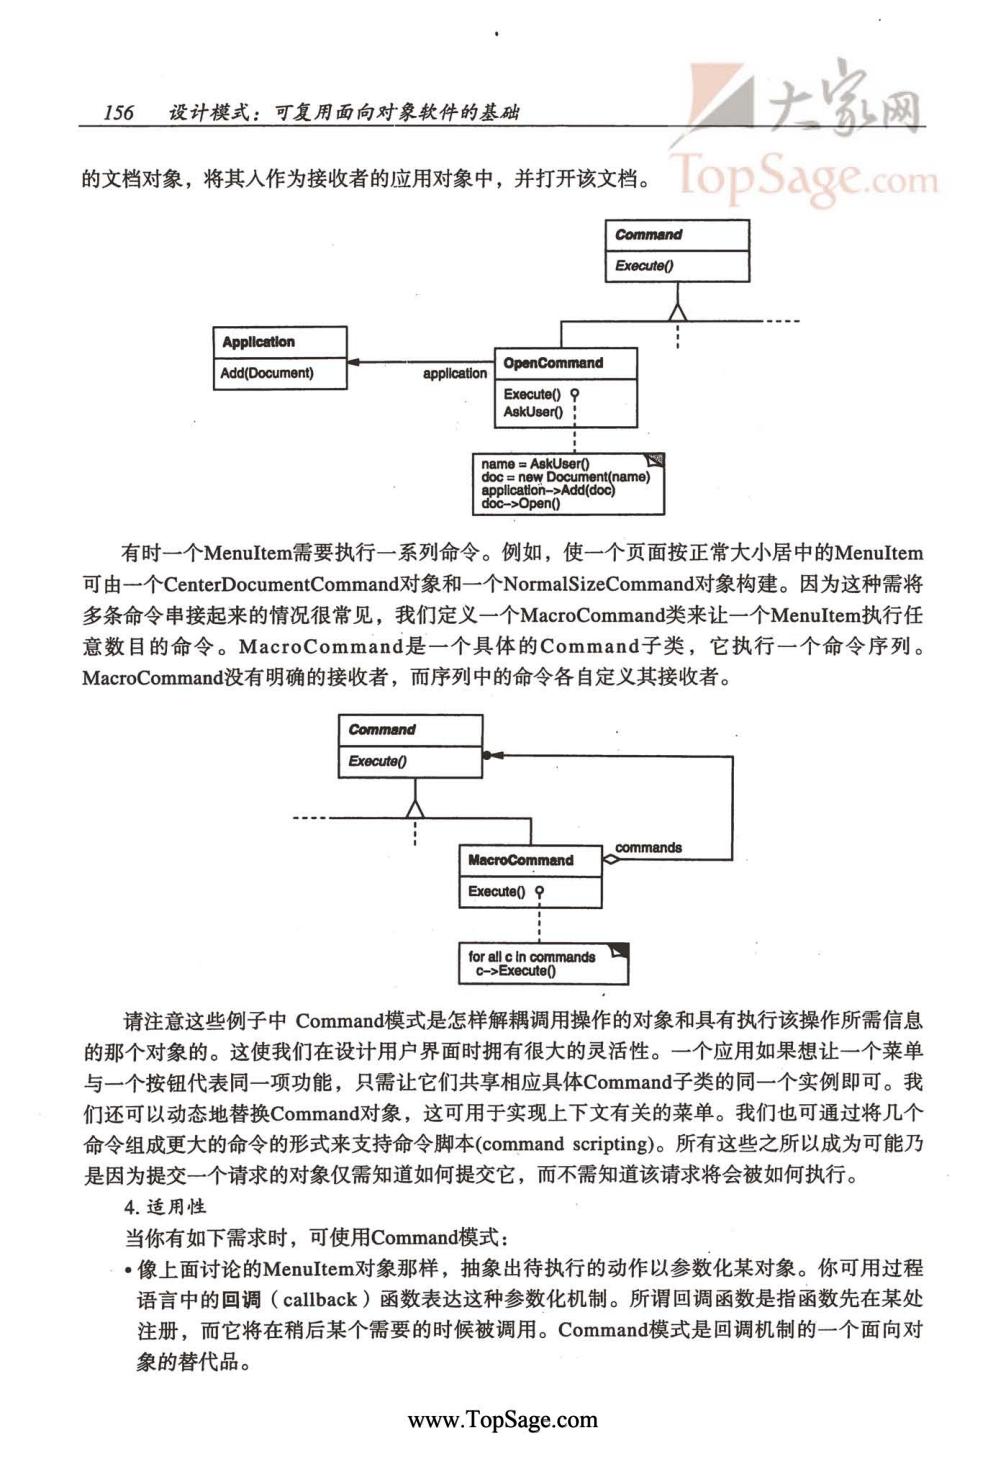 156 设计模式：可复用面向对象软件的基础
大家网
TopSage.com
的文档对象，将其人作为接收者的应用对象中，并打开该文档。
Command
Execute()
Application
Add(Document)
application
OpenCommand
Execute()
AskUser()
name = AskUser()
doc = new Document(name)
application->Add(doc)
doc->Open()
有时一个MenuItem需要执行一系列命令。例如，使一个页面按正常大小居中的MenuItem
可由一个CenterDocumentCommand对象和一个NormalSizeCommand对象构建。因为这种需将
多条命令串接起来的情况很常见，我们定义一个MacroCommand类来让一个MenuItem执行任
意数目的命令。MacroCommand是一个具体的Command子类，它执行一个命令序列。
MacroCommand没有明确的接收者，而序列中的命令各自定义其接收者。
Command
Execute()
commands
MacroCommand
Execute()
for all c in commands
c->Execute()
请注意这些例子中 Command模式是怎样解耦调用操作的对象和具有执行该操作所需信息
的那个对象的。这使我们在设计用户界面时拥有很大的灵活性。一个应用如果想让一个菜单
与一个按钮代表同一项功能，只需让它们共享相应具体Command子类的同一个实例即可。我
们还可以动态地替换Command对象，这可用于实现上下文有关的菜单。我们也可通过将几个
命令组成更大的命令的形式来支持命令脚本(command scripting)。所有这些之所以成为可能乃
是因为提交一个请求的对象仅需知道如何提交它，而不需知道该请求将会被如何执行。
4. 适用性
当你有如下需求时，可使用Command模式：
•像上面讨论的MenuItem对象那样，抽象出待执行的动作以参数化某对象。你可用过程
语言中的回调（callback）函数表达这种参数化机制。所谓回调函数是指函数先在某处
注册，而它将在稍后某个需要的时候被调用。Command模式是回调机制的一个面向对
象的替代品。
www.TopSage.com